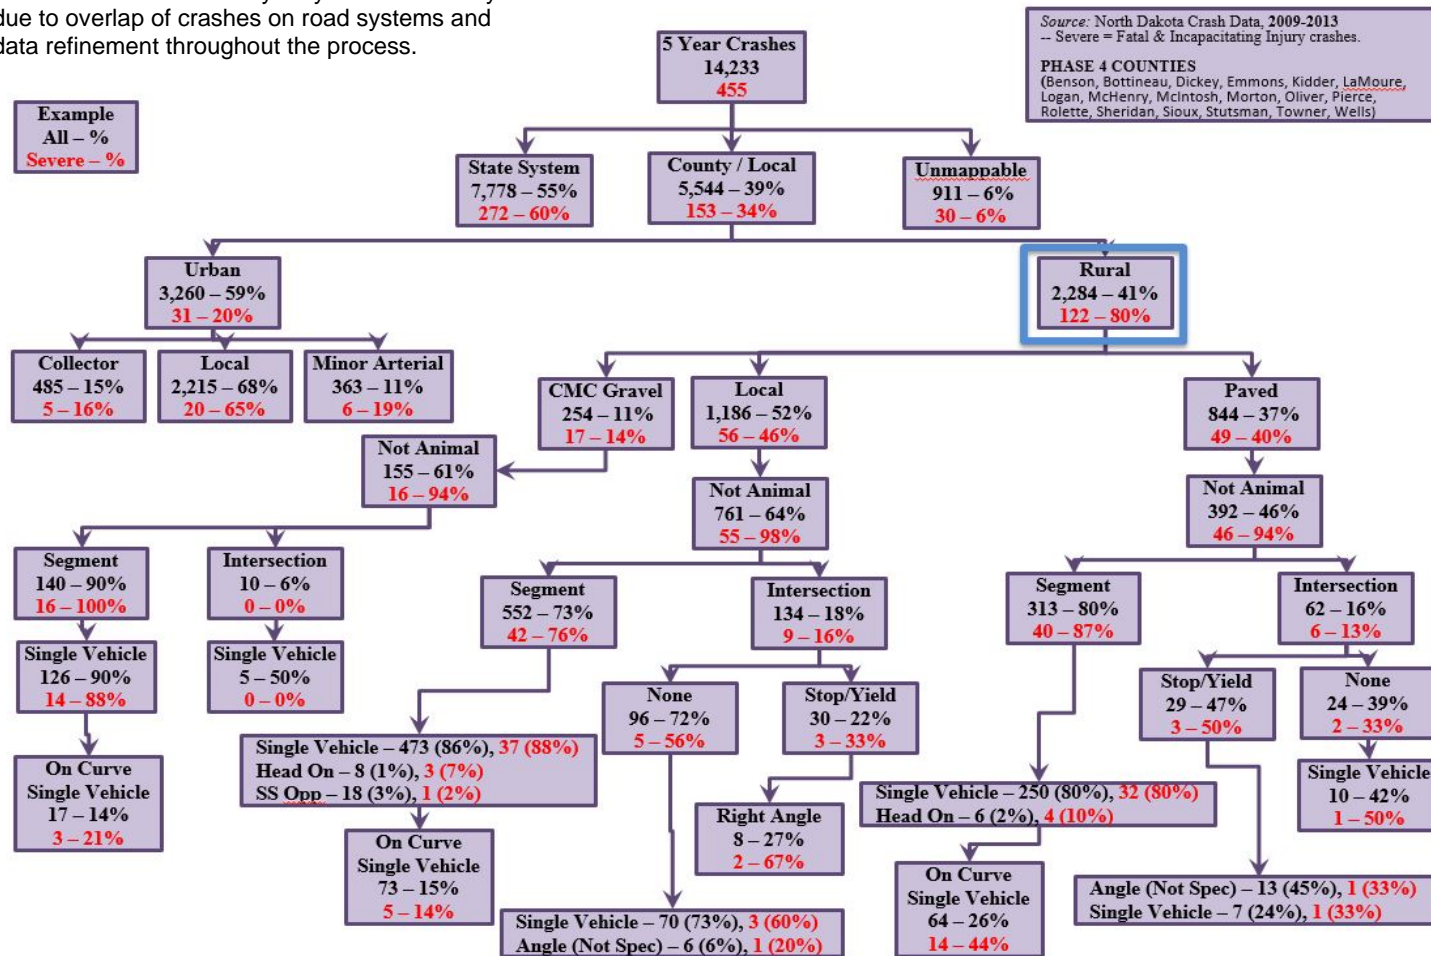 due to overlap of crashes on road systems and
data refinement throughout the process.
Source: North Dakota Crash Data, 2009-2013
-- Severe = Fatal & Incapacitating Injury crashes.
PHASE 4 COUNTIES
(Benson, Bottineau, Dickey, Emmons, Kidder, LaMoure,
Logan, McHenry, McIntosh, Morton, Oliver, Pierce,
Rolette, Sheridan, Sioux, Stutsman, Towner, Wells)
5 Year Crashes
14,233
455
Example
All – %
Severe – %
State System
7,778 – 55%
272 – 60%
County / Local
5,544 – 39%
153 – 34%
Unmappable
911 – 6%
30 – 6%
Urban
3,260 – 59%
31 – 20%
Rural
2,284 – 41%
122 – 80%
Collector
485 – 15%
5 – 16%
Local
2,215 – 68%
20 – 65%
Minor Arterial
363 – 11%
6 – 19%
CMC Gravel
254 – 11%
17 – 14%
Local
1,186 – 52%
56 – 46%
Paved
844 – 37%
49 – 40%
Not Animal
155 – 61%
16 – 94%
Not Animal
761 – 64%
55 – 98%
Not Animal
392 – 46%
46 – 94%
Segment
140 – 90%
16 – 100%
Intersection
10 – 6%
0 – 0%
Segment
552 – 73%
42 – 76%
Intersection
134 – 18%
9 – 16%
Segment
313 – 80%
40 – 87%
Intersection
62 – 16%
6 – 13%
Single Vehicle
126 – 90%
14 – 88%
Single Vehicle
5 – 50%
0 – 0%
None
96 – 72%
5 – 56%
Stop/Yield
30 – 22%
3 – 33%
Stop/Yield
29 – 47%
3 – 50%
None
24 – 39%
2 – 33%
Single Vehicle – 473 (86%), 37 (88%)
Head On – 8 (1%), 3 (7%)
SS Opp – 18 (3%), 1 (2%)
On Curve
Single Vehicle
17 – 14%
3 – 21%
Right Angle
8 – 27%
2 – 67%
Single Vehicle – 250 (80%), 32 (80%)
Head On – 6 (2%), 4 (10%)
Single Vehicle
10 – 42%
1 – 50%
On Curve
Single Vehicle
73 – 15%
5 – 14%
Single Vehicle – 70 (73%), 3 (60%)
Angle (Not Spec) – 6 (6%), 1 (20%)
On Curve
Single Vehicle
64 – 26%
14 – 44%
Angle (Not Spec) – 13 (45%), 1 (33%)
Single Vehicle – 7 (24%), 1 (33%)